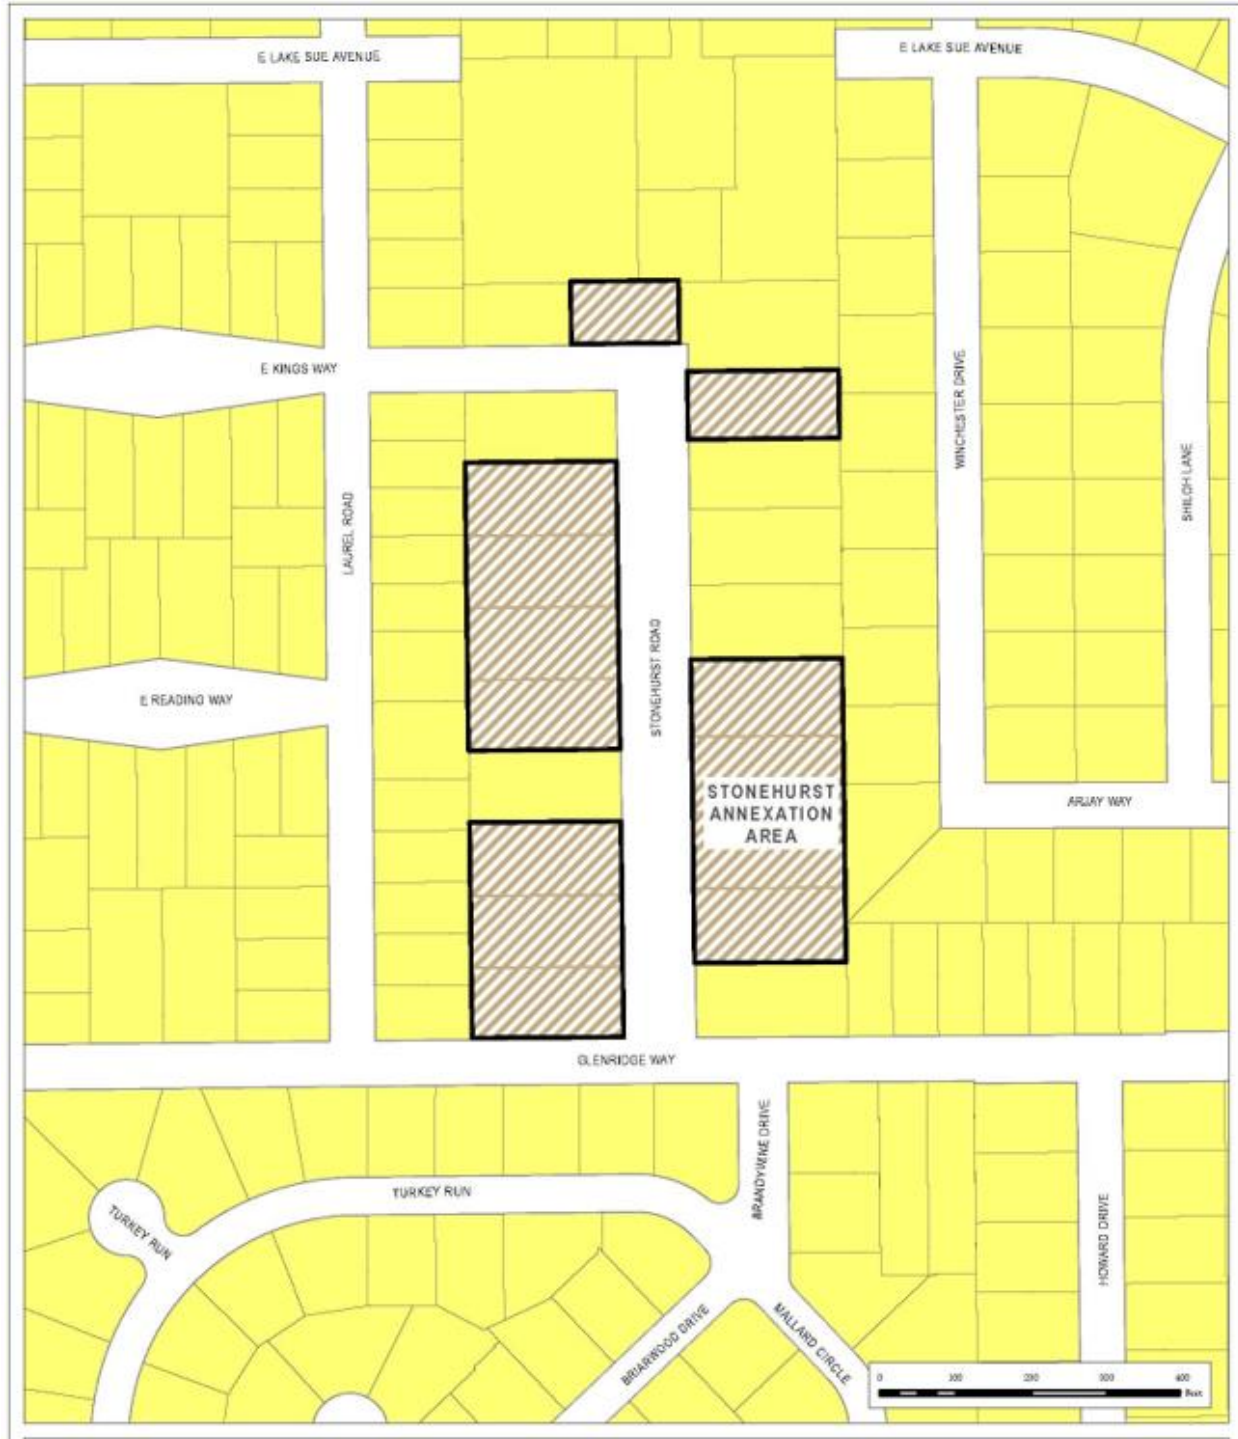 E LAKE SUE AVENUE
E LAKE SUE AVENUE
E KINGS WAY
WINCHESTER DRIVE
SHILOH LANE
LAUREL ROAD
STONEHURST ROAD
E READING WAY
STONEHURST
ANNEXATION
AREA
ARJAY WAY
GLENRIDGE WAY
BRANDYWINE DRIVE
TURKEY RUN
TURKEY RUN
HOWARD DRIVE
BRIARWOOD DRIVE
MALLARD CIRCLE
0 100 200 300 400
Feet